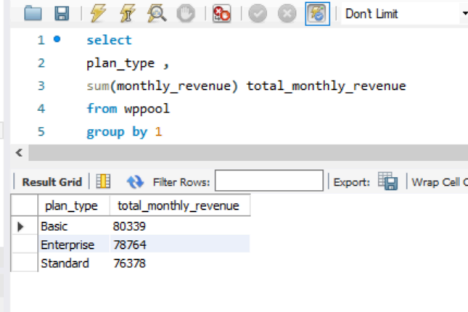 Don't Limit
1 select
2 plan_type ,
3 sum(monthly_revenue) total_monthly_revenue
4 from wppool
5 group by 1
Result Grid Filter Rows: Export: Wrap Cell C
plan_type total_monthly_revenue
Basic 80339
Enterprise 78764
Standard 76378